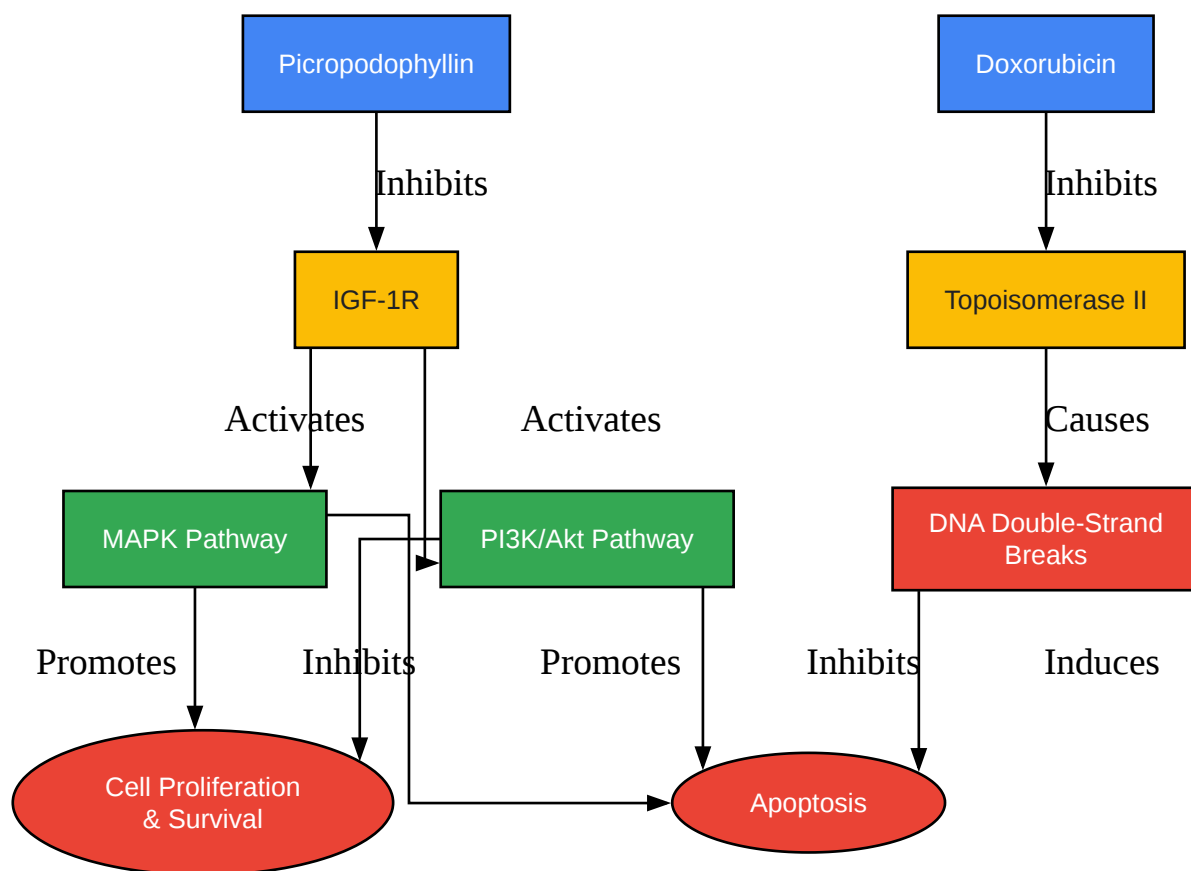 Picropodophyllin
Doxorubicin
Inhibits
Inhibits
IGF-1R
Topoisomerase II
Activates
Activates
Causes
MAPK Pathway
PI3K/Akt Pathway
DNA Double-Strand
Breaks
Promotes
Inhibits
Promotes
Inhibits
Induces
Cell Proliferation
& Survival
Apoptosis